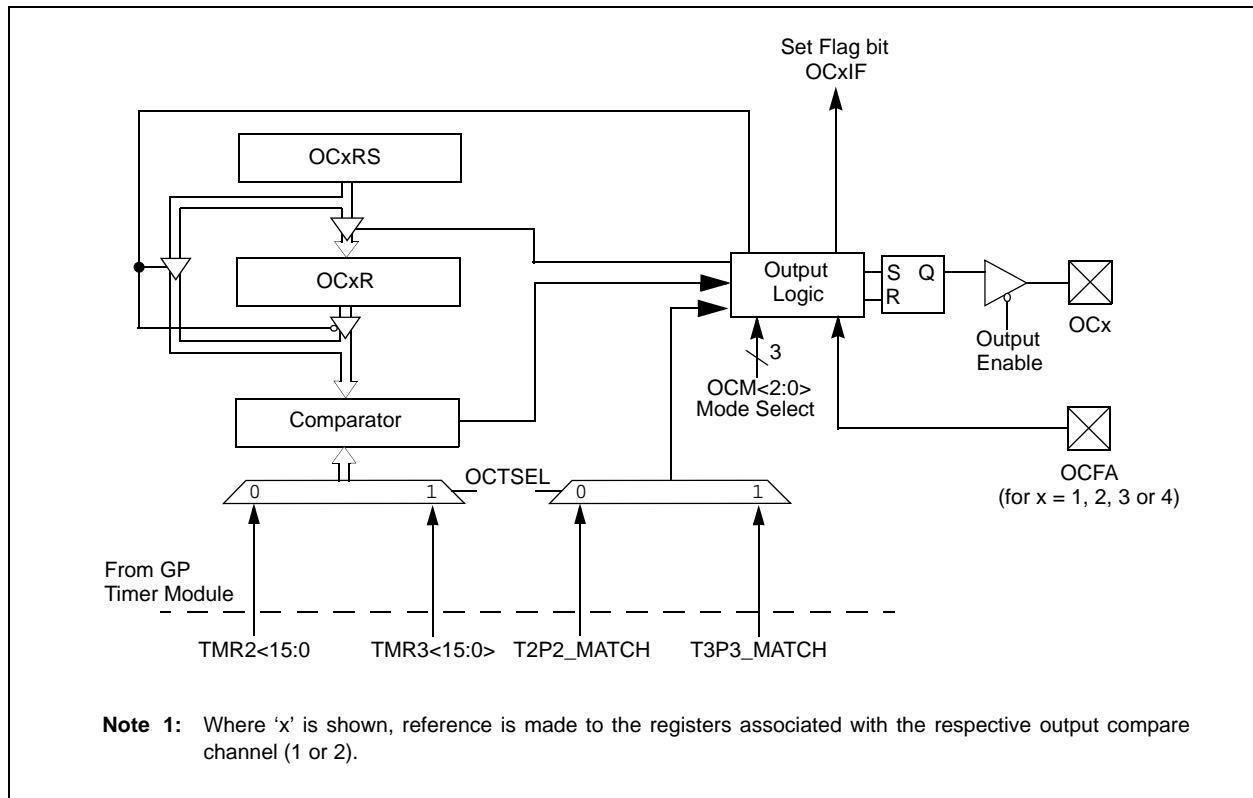 Set Flag bit
OCxIF
OCxRS
OCxR
Output
Logic
S Q
R
OCx
Output
Enable
3
OCM<2:0>
Mode Select
Comparator
OCTSEL
0 1
0 1
OCFA
(for x = 1, 2, 3 or 4)
From GP
Timer Module
TMR2<15:0
TMR3<15:0>
T2P2_MATCH
T3P3_MATCH
Note 1: Where ‘x’ is shown, reference is made to the registers associated with the respective output compare
channel (1 or 2).